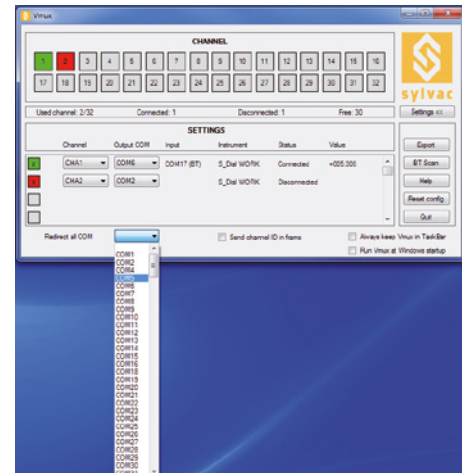 Vmux
CHANNEL
1 2 3 4 5 6 7 8 9 10 11 12 13 14 15 16
17 18 19 20 21 22 23 24 25 26 27 28 29 30 31 32
sylvac
Used channel: 2/32 Connected: 1 Disconnected: 1 Free: 30 Settings <<
SETTINGS
Channel Output COM Input Instrument Status Value
Export
CHA1 COM6 COM17 (BT) S_Dial WORK Connected +005.000
BT Scan
CHA2 COM2 S_Dial WORK Disconnected
Help
Reset config.
Quit
Redirect all COM Send channel ID in frame Always keep Vmux in TaskBar
Run Vmux at Windows startup
COM1
COM2
COM4
COM5
COM6
COM7
COM8
COM9
COM10
COM11
COM12
COM13
COM14
COM15
COM16
COM18
COM19
COM20
COM21
COM22
COM23
COM24
COM25
COM26
COM27
COM28
COM29
COM30